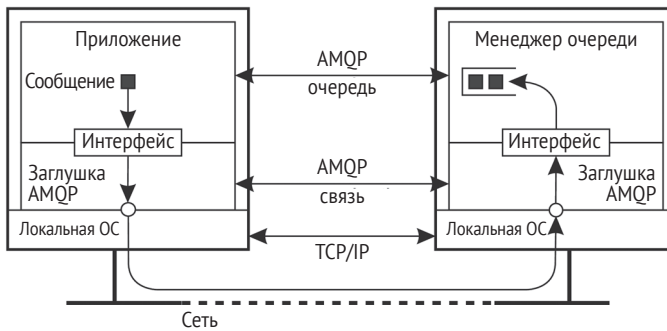 Приложение
Сообщение
Интерфейс
Заглушка
AMQP
Локальная ОС
AMQP
очередь
AMQP
связь
TCP/IP
Менеджер очереди
Интерфейс
Заглушка
AMQP
Локальная ОС
Сеть